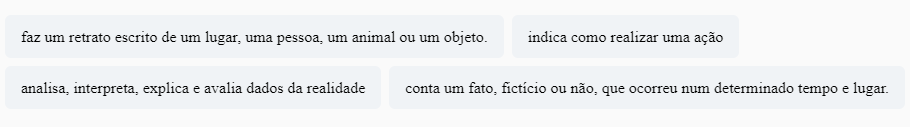 faz um retrato escrito de um lugar, uma pessoa, um animal ou um objeto.
indica como realizar uma ação
analisa, interpreta, explica e avalia dados da realidade
conta um fato, fictício ou não, que ocorreu num determinado tempo e lugar.